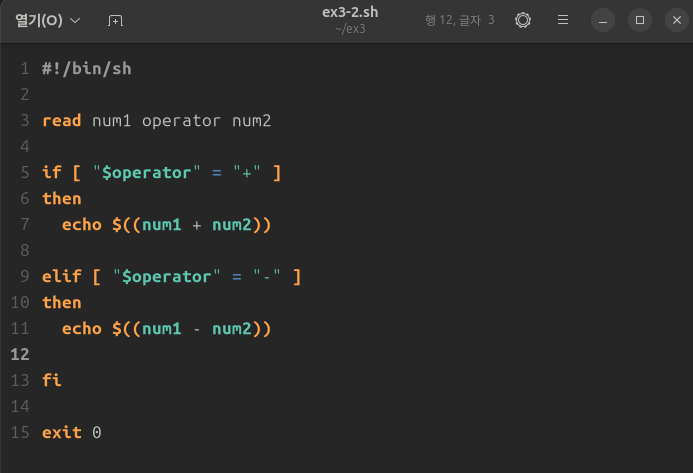 열기(O)
ex3-2.sh
~/ex3
행 12, 글자 3
1 #!/bin/sh
2
3 read num1 operator num2
4
5 if [ "$operator" = "+" ]
6 then
7 echo $((num1 + num2))
8
9 elif [ "$operator" = "-" ]
10 then
11 echo $((num1 - num2))
12
13 fi
14
15 exit 0